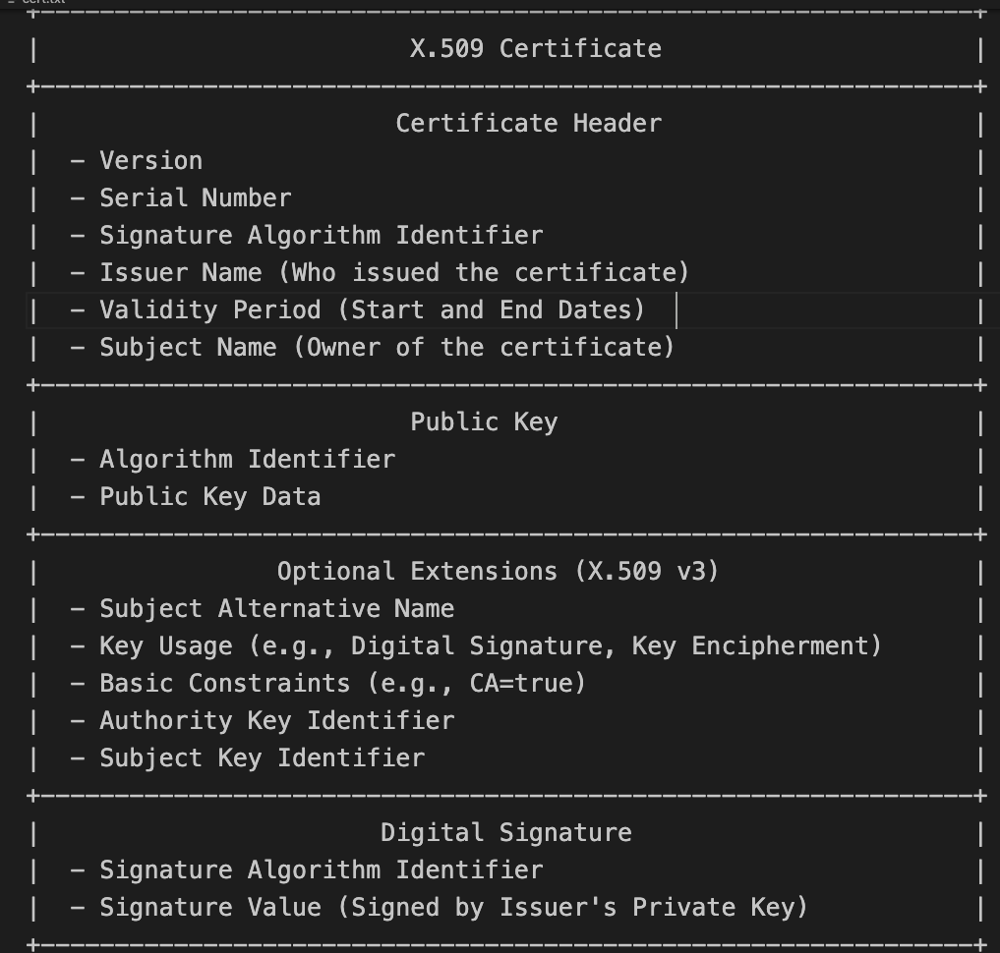 cert.txt
+----------------------------------------------------------------+
|                         X.509 Certificate                      |
+----------------------------------------------------------------+
|                        Certificate Header                      |
|  - Version                                                     |
|  - Serial Number                                               |
|  - Signature Algorithm Identifier                              |
|  - Issuer Name (Who issued the certificate)                    |
|  - Validity Period (Start and End Dates)                       |
|  - Subject Name (Owner of the certificate)                     |
+----------------------------------------------------------------+
|                         Public Key                             |
|  - Algorithm Identifier                                        |
|  - Public Key Data                                             |
+----------------------------------------------------------------+
|                Optional Extensions (X.509 v3)                  |
|  - Subject Alternative Name                                    |
|  - Key Usage (e.g., Digital Signature, Key Encipherment)       |
|  - Basic Constraints (e.g., CA=true)                           |
|  - Authority Key Identifier                                    |
|  - Subject Key Identifier                                      |
+----------------------------------------------------------------+
|                       Digital Signature                        |
|  - Signature Algorithm Identifier                              |
|  - Signature Value (Signed by Issuer's Private Key)            |
+----------------------------------------------------------------+